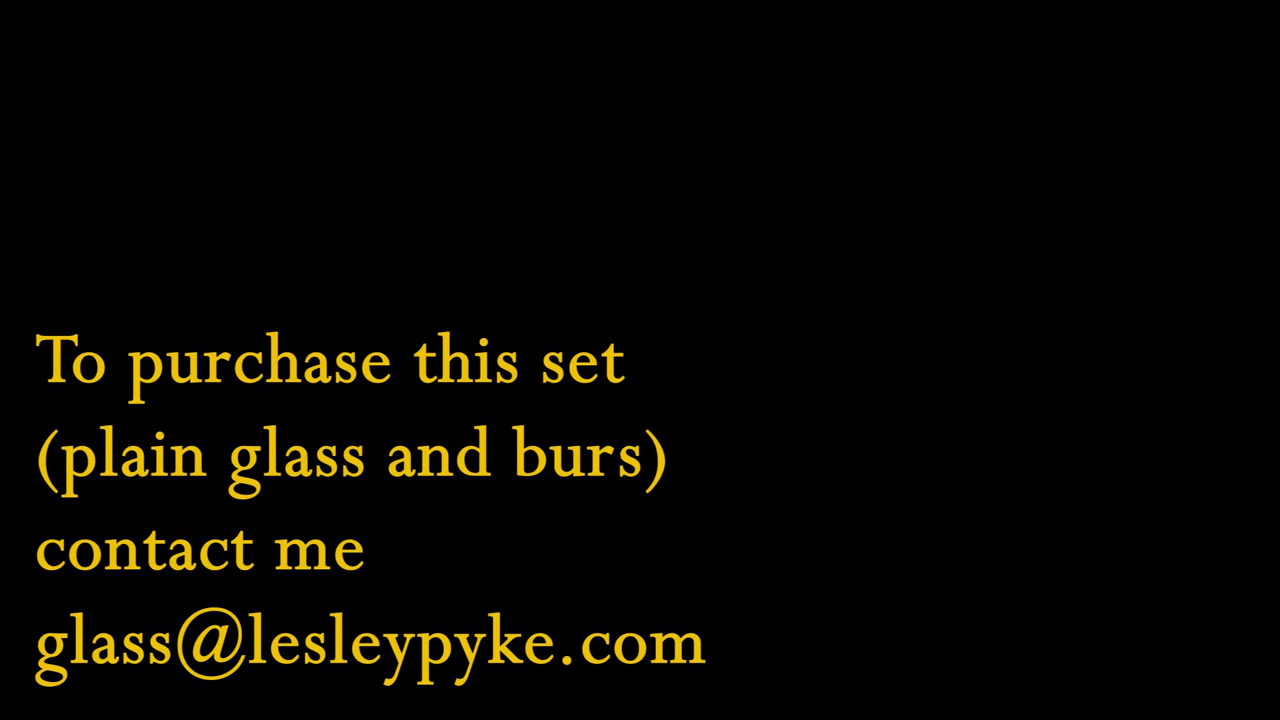 To purchase this set
(plain glass and burs)
contact me
glass@lesleypyke.com